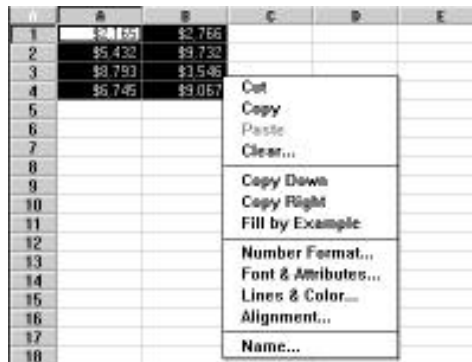 A B C D E
1 $2,165 $2,766
2 $5,432 $9,732
3 $8,793 $3,546
4 $6,745 $9,067
5
6
7
8
9
10
11
12
13
14
15
16
17
18
Cut
Copy
Paste
Clear...
Copy Down
Copy Right
Fill by Example
Number Format...
Font & Attributes...
Lines & Color...
Alignment...
Name...